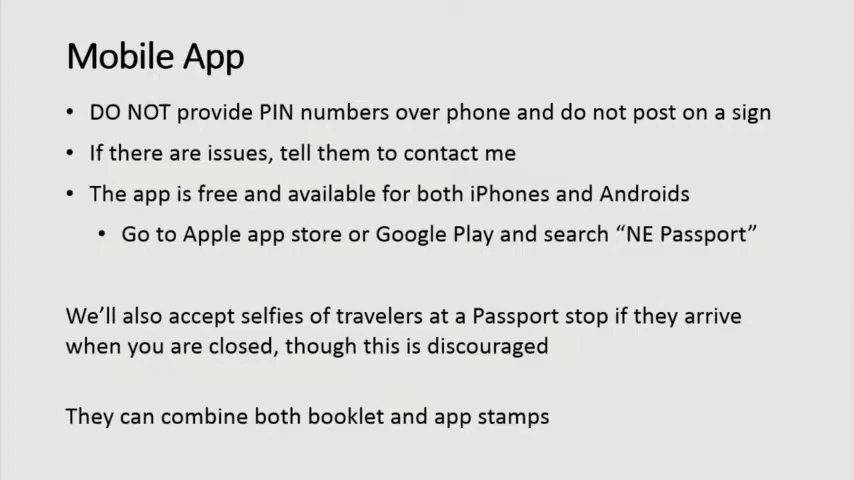 Mobile App
• DO NOT provide PIN numbers over phone and do not post on a sign
• If there are issues, tell them to contact me
• The app is free and available for both iPhones and Androids
• Go to Apple app store or Google Play and search “NE Passport”
We’ll also accept selfies of travelers at a Passport stop if they arrive
when you are closed, though this is discouraged
They can combine both booklet and app stamps